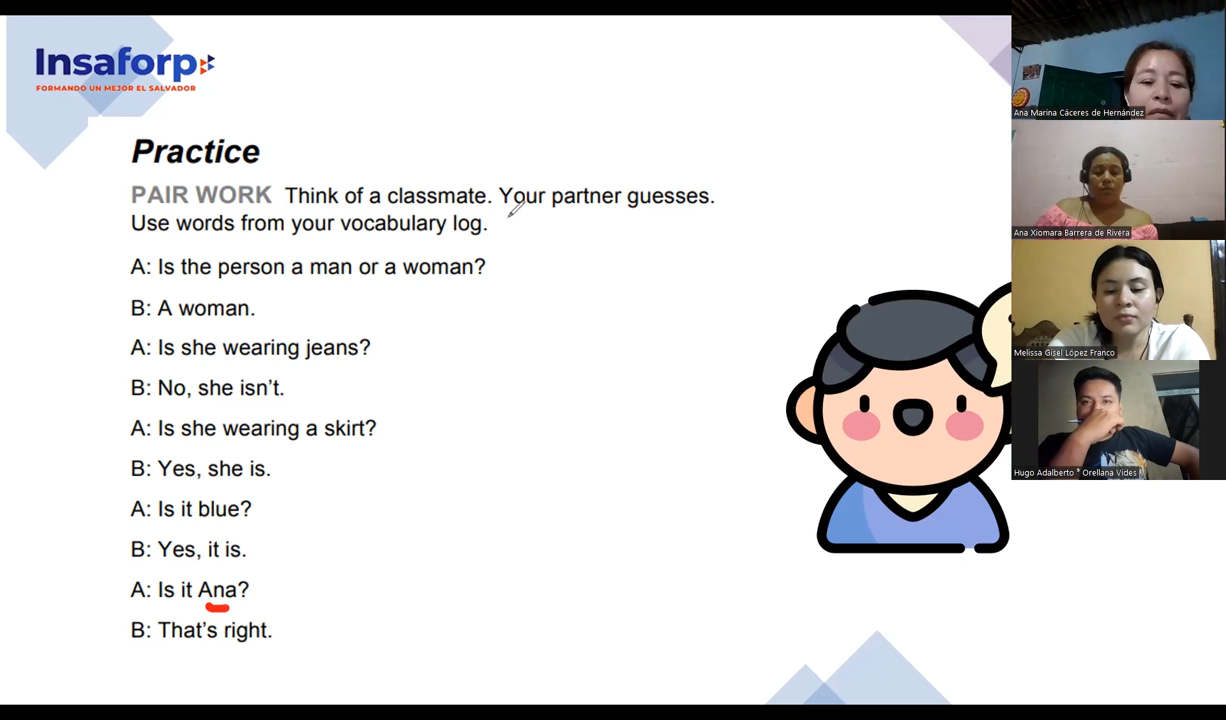 Insaforp
FORMANDO UN MEJOR EL SALVADOR
Practice
PAIR WORK Think of a classmate. Your partner guesses.
Use words from your vocabulary log.
A: Is the person a man or a woman?
B: A woman.
A: Is she wearing jeans?
B: No, she isn't.
A: Is she wearing a skirt?
B: Yes, she is.
A: Is it blue?
B: Yes, it is.
A: Is it Ana?
B: That's right.
Ana Marina Cáceres de Hernández
Ana Xiomara Barrera de Rivera
Melissa Gisel López Franco
Hugo Adalberto Orellana Vides